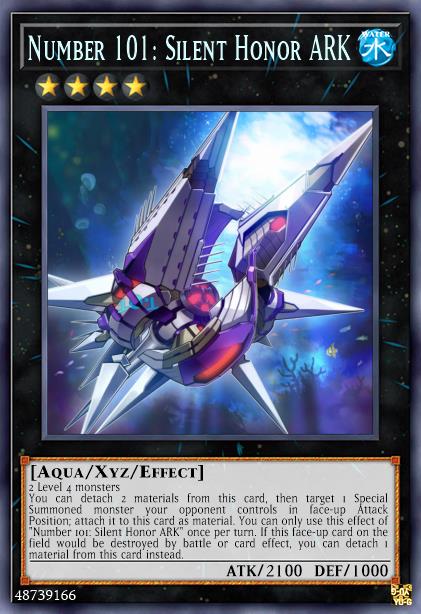 Number 101: Silent Honor ARK
WATER
水
[Aqua/Xyz/Effect]
2 Level 4 monsters
You can detach 2 materials from this card, then target 1 Special
Summoned monster your opponent controls in face-up Attack
Position; attach it to this card as material. You can only use this effect
of "Number 101: Silent Honor ARK" once per turn. If this face-up card on the
field would be destroyed by battle or card effect, you can detach 1
material from this card instead.
ATK/2100 DEF/1000
48739166